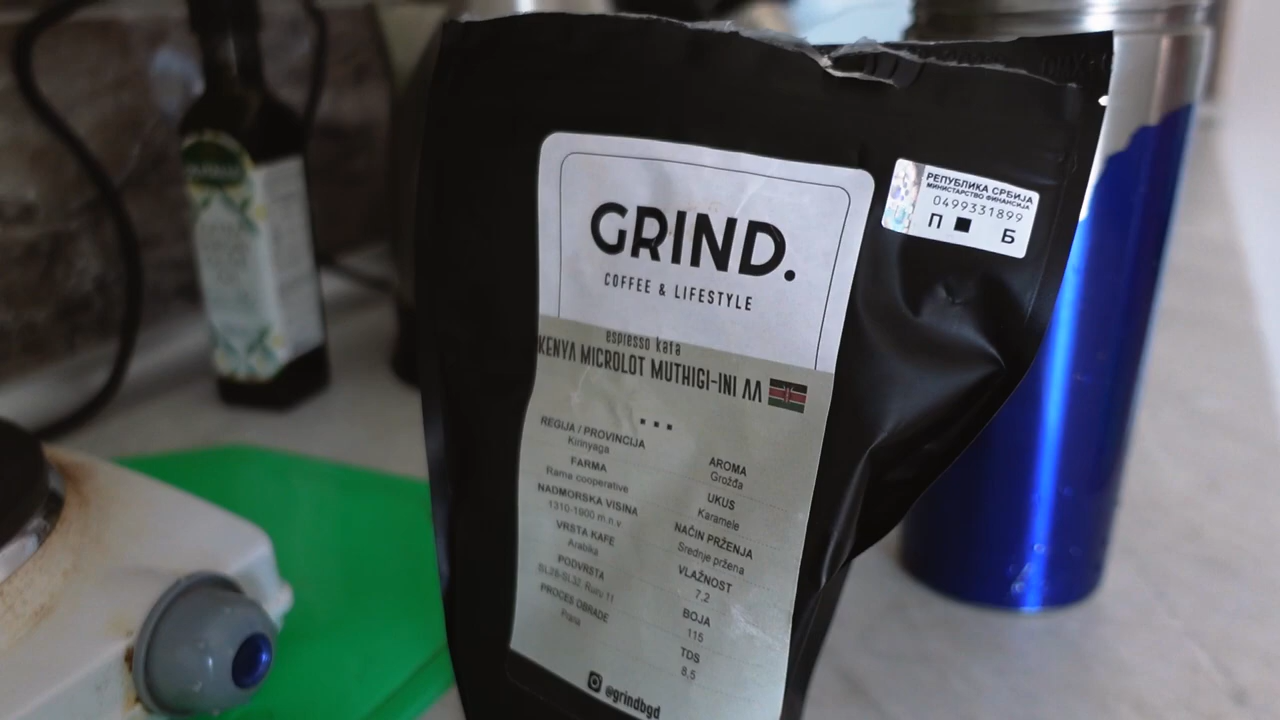 GRIND.
COFFEE & LIFESTYLE
espresso kafa
KENYA MICROLOT MUTHIGI-INI AA
REGIJA / PROVINCIJA
Kirinyaga
FARMA
Rama cooperative
NADMORSKA VISINA
1310-1900 m.n.v
VRSTA KAFE
Arabika
PODVRSTA
SL28-SL32, Ruiru 11
PROCES OBRADE
Prana
AROMA
Grožđa
UKUS
Karamele
NAČIN PRŽENJA
Srednje pržena
VLAŽNOST
7,2
BOJA
115
TDS
8,5
@grindbgd
РЕПУБЛИКА СРБИЈА
МИНИСТАРСТВО ФИНАНСИЈА
0499331899
П Б